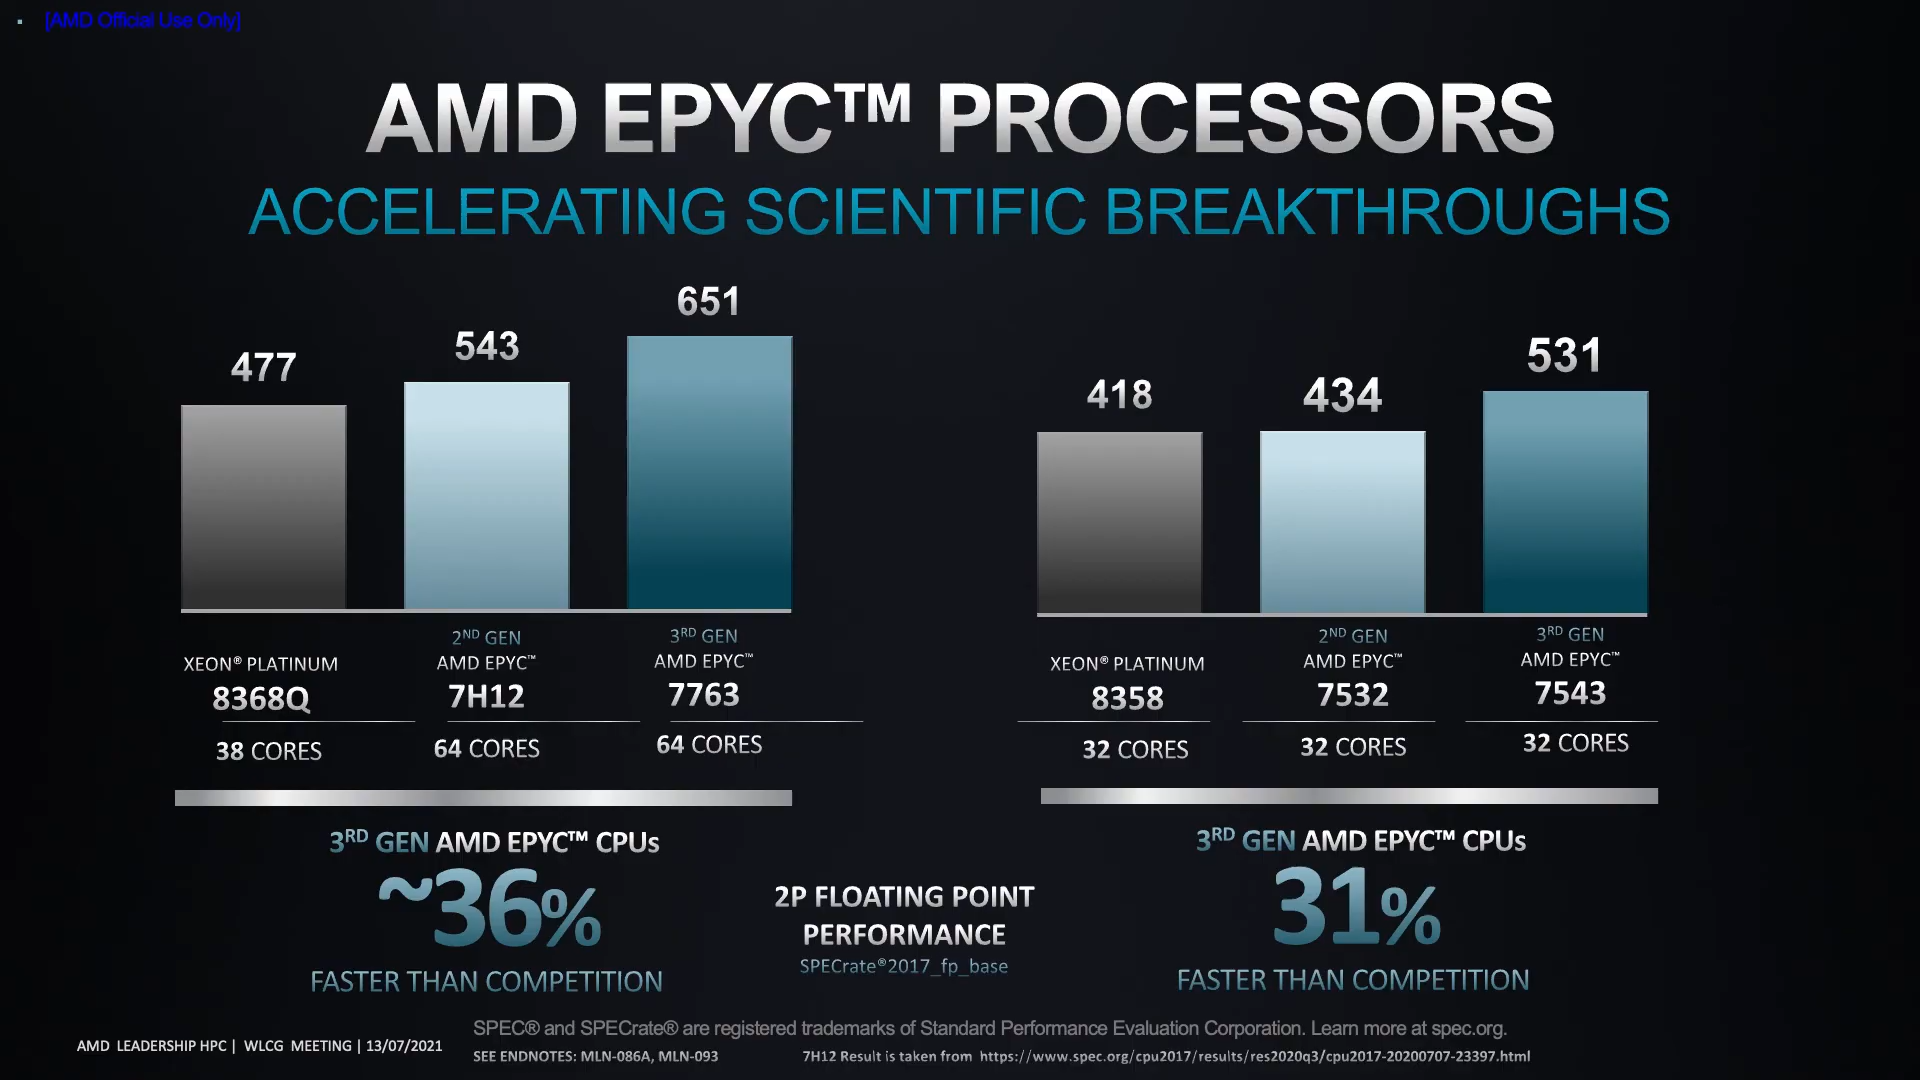 [AMD Official Use Only]
AMD EPYC™ PROCESSORS
ACCELERATING SCIENTIFIC BREAKTHROUGHS
477
543
651
XEON® PLATINUM
8368Q
38 CORES
2ND GEN
AMD EPYC™
7H12
64 CORES
3RD GEN
AMD EPYC™
7763
64 CORES
3RD GEN AMD EPYC™ CPUs
~36%
FASTER THAN COMPETITION
418
434
531
XEON® PLATINUM
8358
32 CORES
2ND GEN
AMD EPYC™
7532
32 CORES
3RD GEN
AMD EPYC™
7543
32 CORES
3RD GEN AMD EPYC™ CPUs
31%
FASTER THAN COMPETITION
2P FLOATING POINT
PERFORMANCE
SPECrate®2017_fp_base
SPEC® and SPECrate® are registered trademarks of Standard Performance Evaluation Corporation. Learn more at spec.org.
AMD LEADERSHIP HPC | WLCG MEETING | 13/07/2021
SEE ENDNOTES: MLN-086A, MLN-093
7H12 Result is taken from https://www.spec.org/cpu2017/results/res2020q3/cpu2017-20200707-23397.html